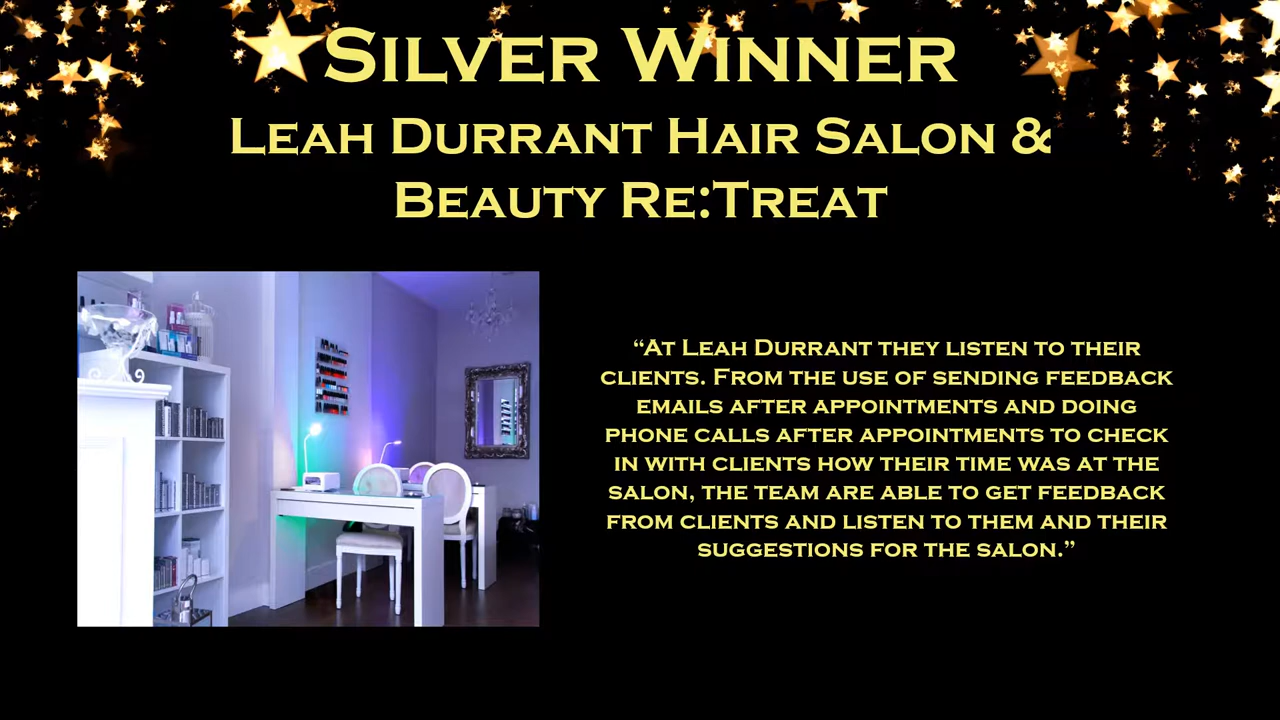 Silver Winner
Leah Durrant Hair Salon &
Beauty Re:Treat
“At Leah Durrant they listen to their
clients. From the use of sending feedback
emails after appointments and doing
phone calls after appointments to check
in with clients how their time was at the
salon, the team are able to get feedback
from clients and listen to them and their
suggestions for the salon.”